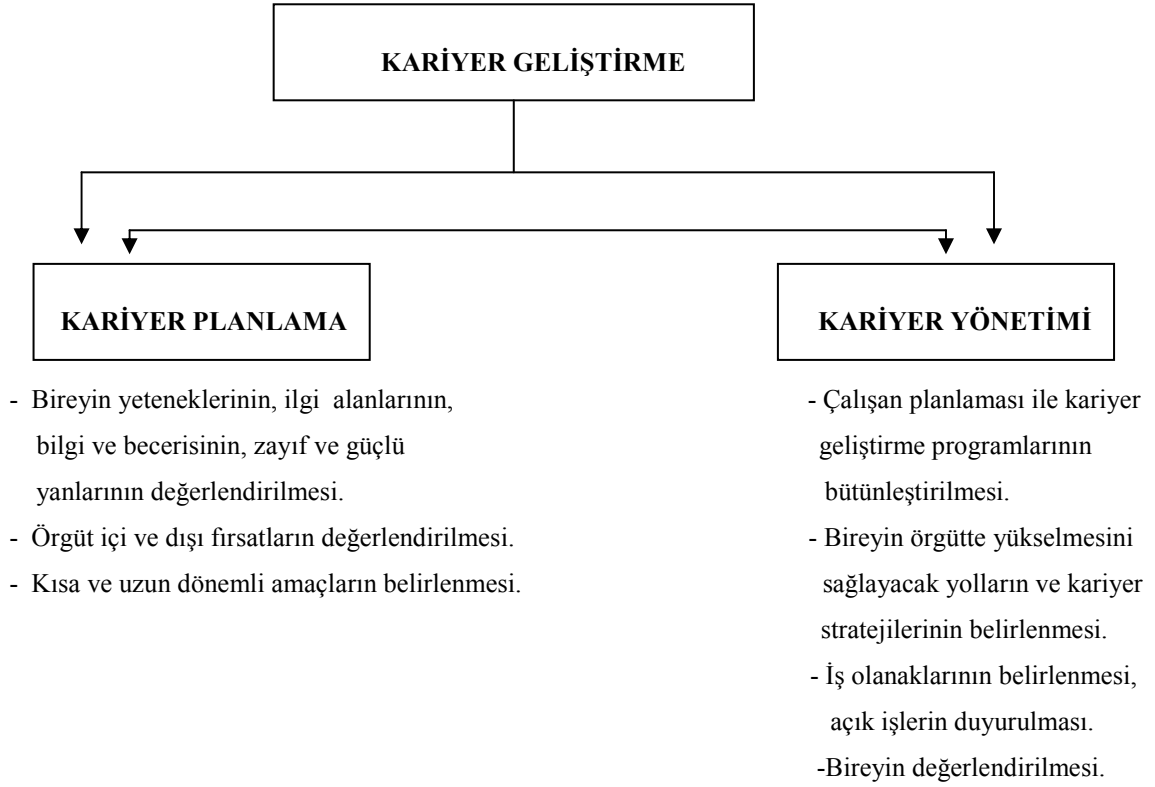 KARİYER GELİŞTİRME
KARİYER PLANLAMA
- Bireyin yeteneklerinin, ilgi alanlarının,
bilgi ve becerisinin, zayıf ve güçlü
yanlarının değerlendirilmesi.
- Örgüt içi ve dışı fırsatların değerlendirilmesi.
- Kısa ve uzun dönemli amaçların belirlenmesi.
KARİYER YÖNETİMİ
- Çalışan planlaması ile kariyer
geliştirme programlarının
bütünleştirilmesi.
- Bireyin örgütte yükselmesini
sağlayacak yolların ve kariyer
stratejilerinin belirlenmesi.
- İş olanaklarının belirlenmesi,
açık işlerin duyurulması.
-Bireyin değerlendirilmesi.